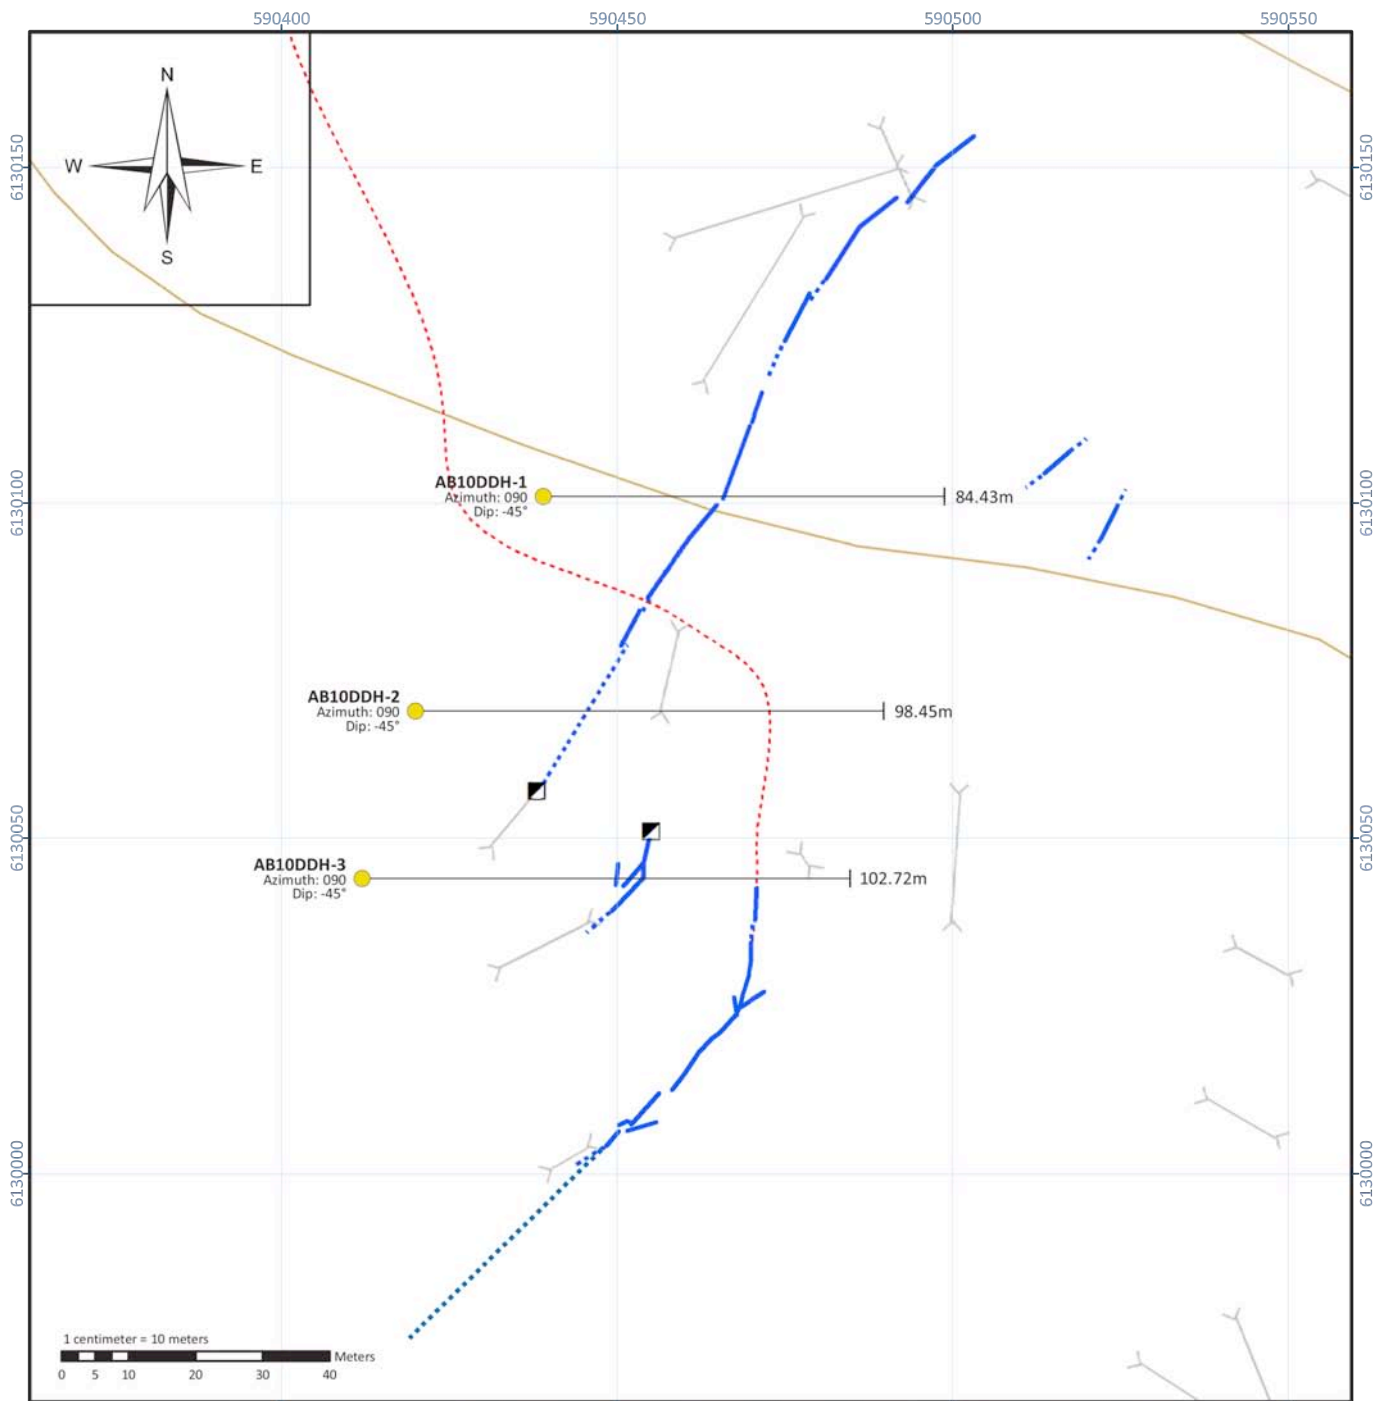 590400
590450
590500
590550
N
W
E
S
6130150
6130150
6130100
6130100
AB10DDH-1
Azimuth: 090
Dip: -45°
84.43m
AB10DDH-2
Azimuth: 090
Dip: -45°
98.45m
6130050
6130050
AB10DDH-3
Azimuth: 090
Dip: -45°
102.72m
6130000
6130000
1 centimeter = 10 meters
Meters
0 5 10 20 30 40